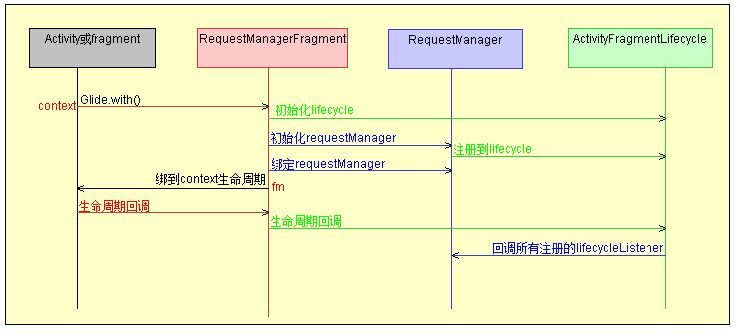 Activity或fragment
RequestManagerFragment
RequestManager
ActivityFragmentLifecycle
context
Glide.with()
初始化lifecycle
初始化requestManager
注册到lifecycle
绑定requestManager
绑到context生命周期
fm
生命周期回调
生命周期回调
回调所有注册的lifecycleListener